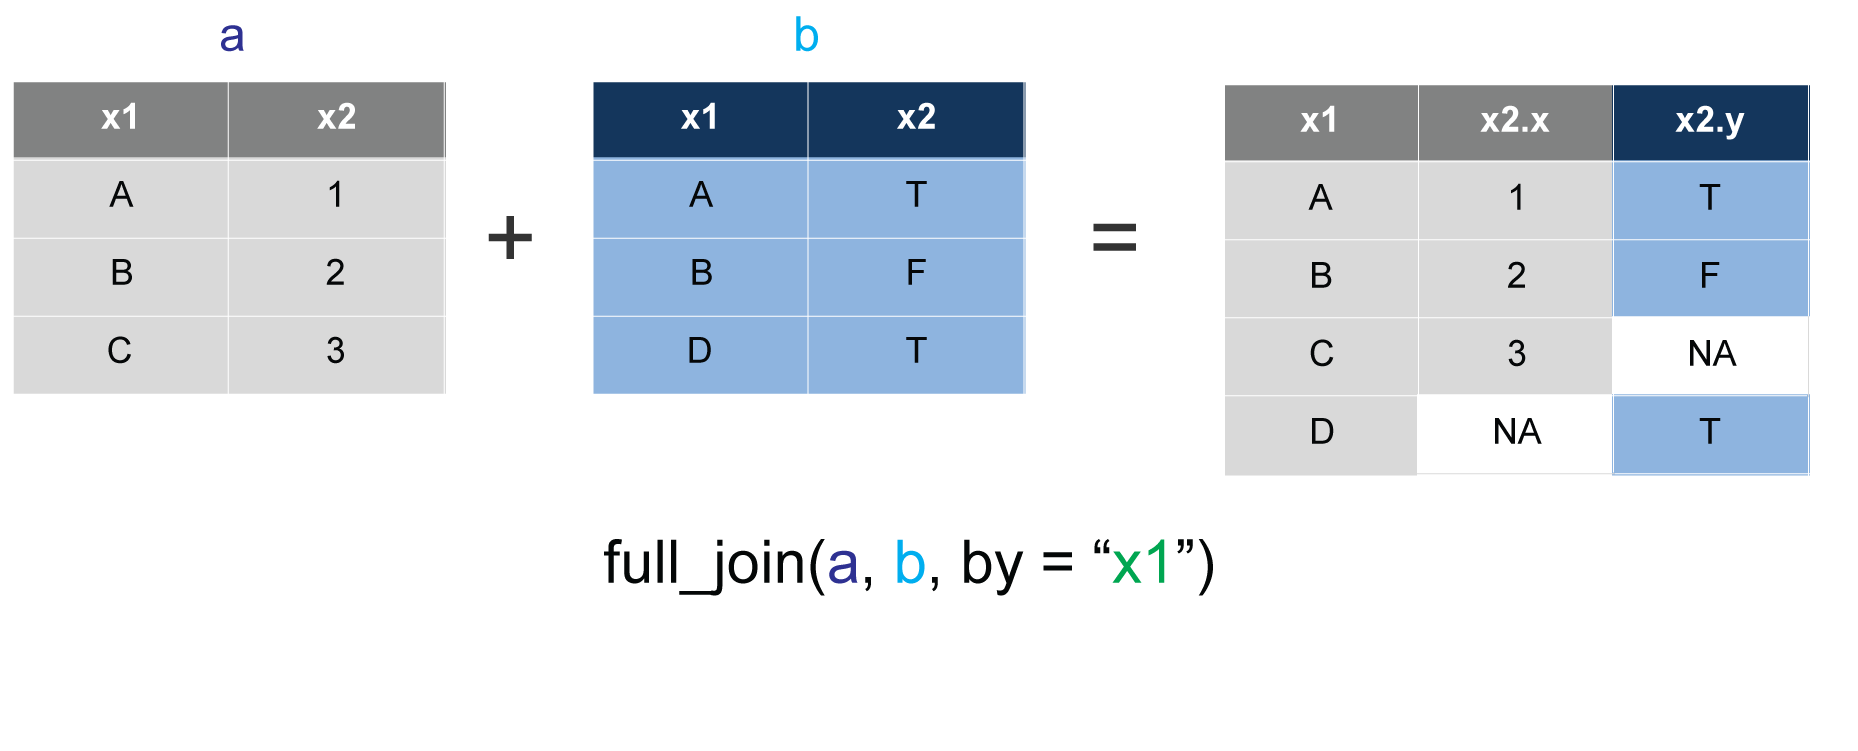 a b
x1 x2 x1 x2 x1 x2.x x2.y
A 1 A T A 1 T
+ =
B 2 B F B 2 F
C 3 D T C 3 NA
D NA T
full_join(a, b, by = “x1”)